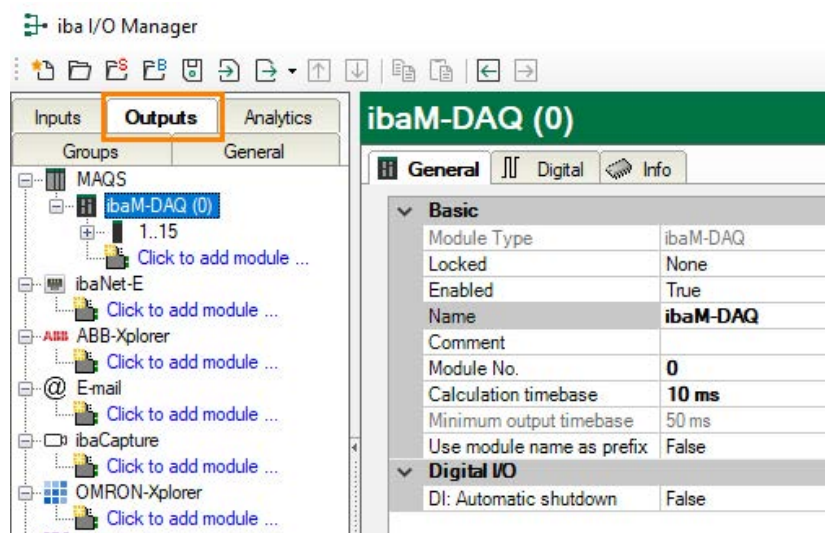 iba I/O Manager
Inputs Outputs Analytics
Groups General
MAQS
ibaM-DAQ (0)
1..15
Click to add module ...
ibaNet-E
Click to add module ...
ABB ABB-Xplorer
Click to add module ...
@ E-mail
Click to add module ...
ibaCapture
Click to add module ...
OMRON-Xplorer
Click to add module ...
ibaM-DAQ (0)
General Digital Info
Basic
Module Type ibaM-DAQ
Locked None
Enabled True
Name ibaM-DAQ
Comment
Module No. 0
Calculation timebase 10 ms
Minimum output timebase 50 ms
Use module name as prefix False
Digital I/O
DI: Automatic shutdown False